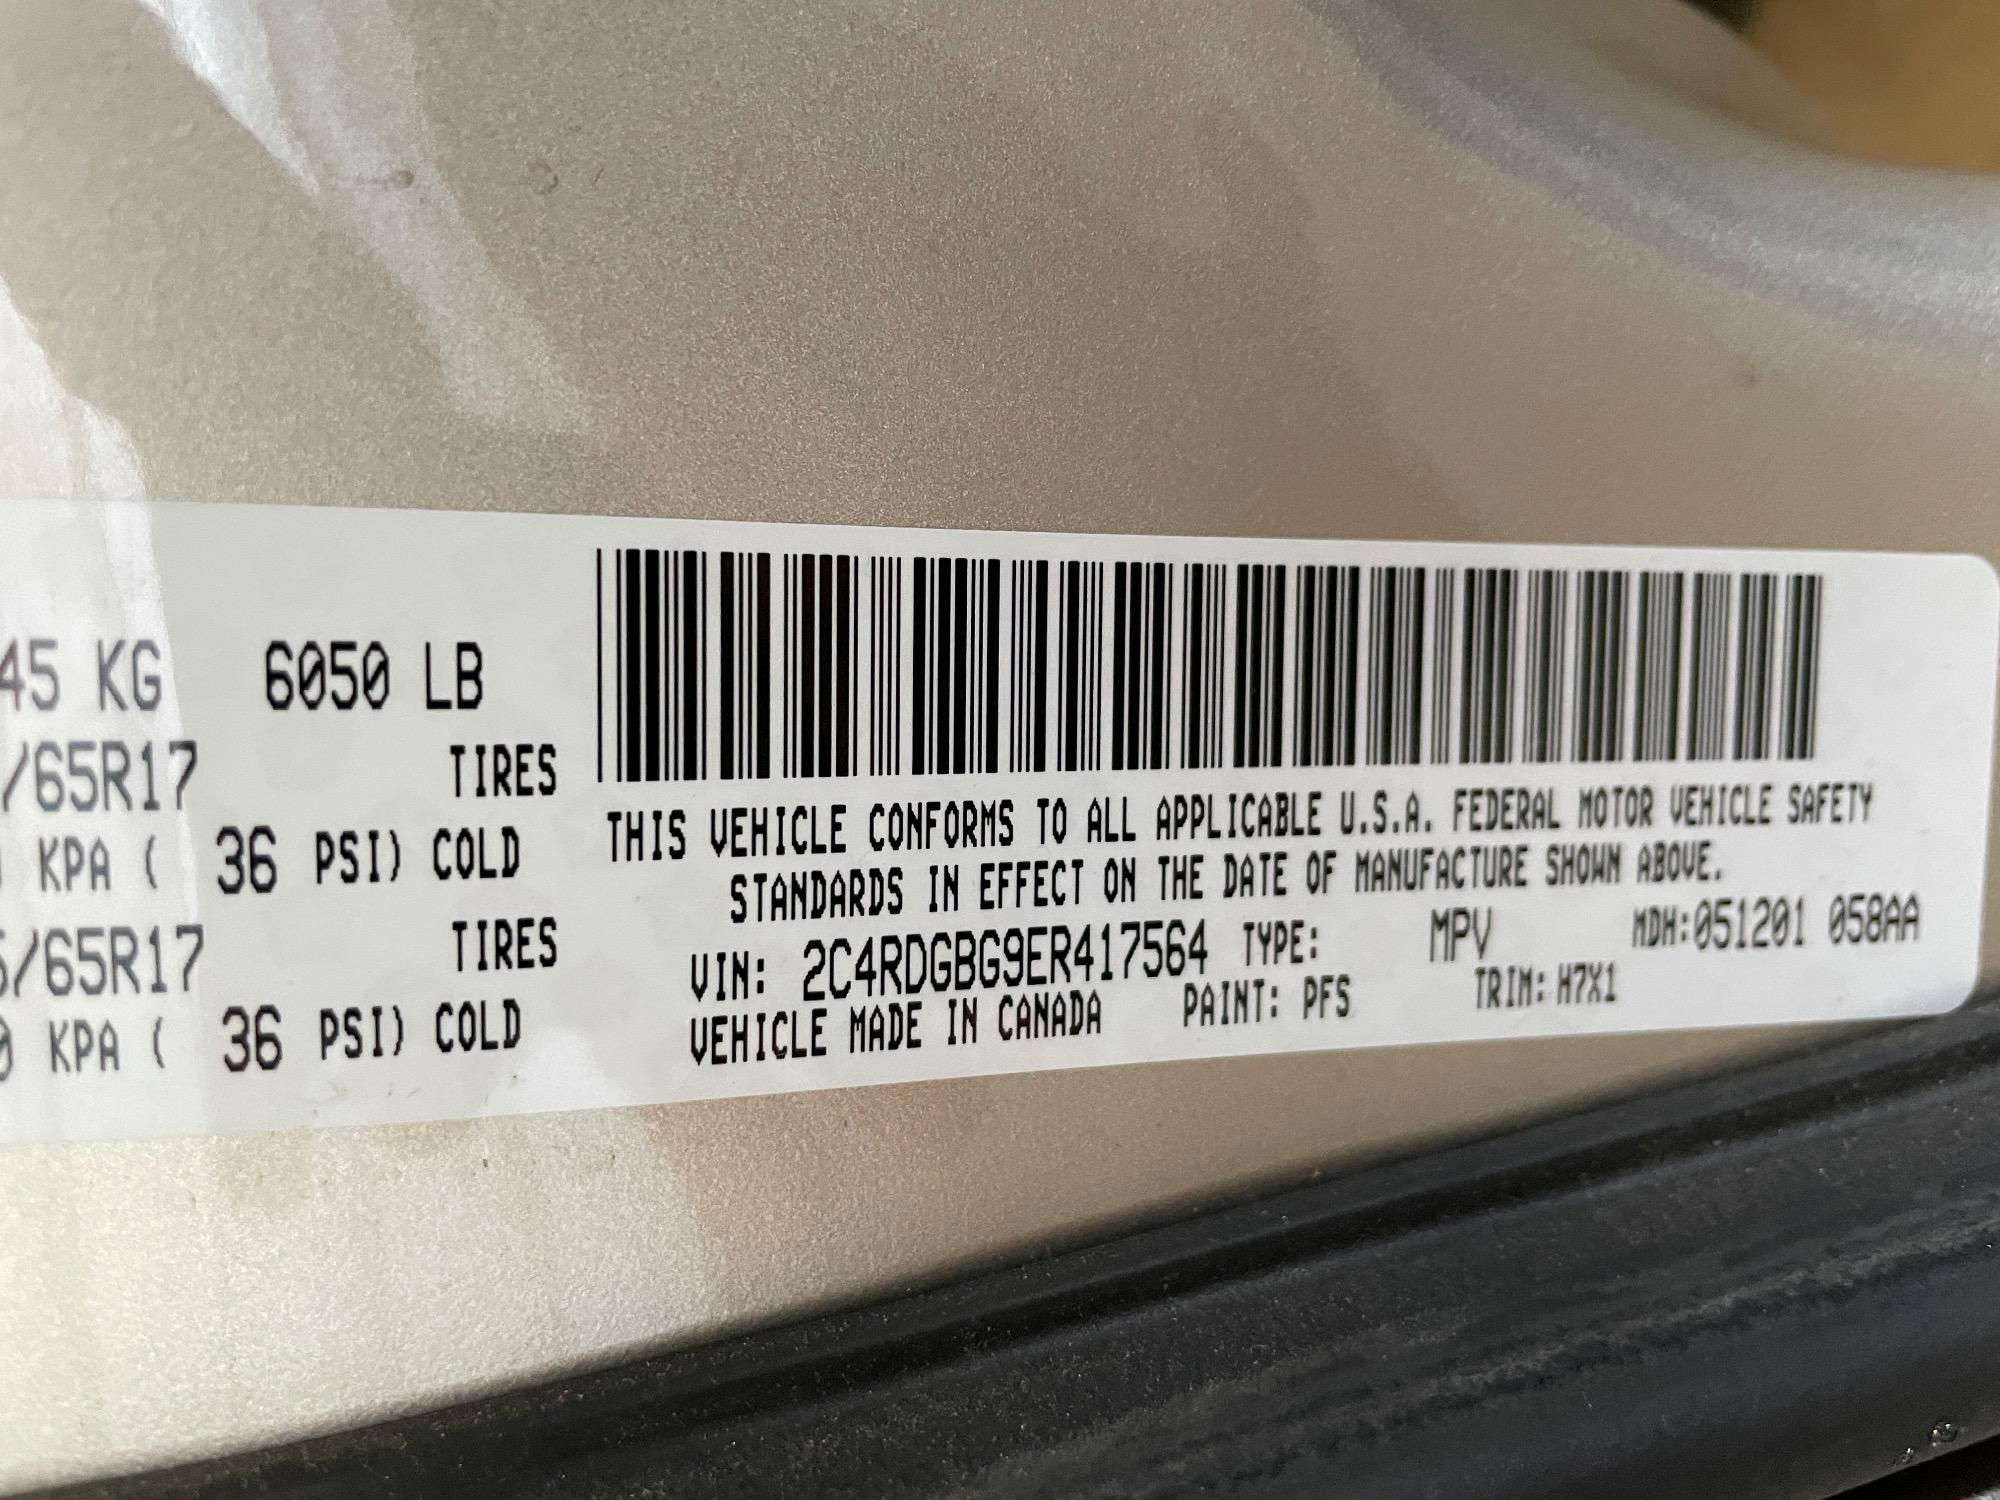 45 KG 6050 LB
/65R17 TIRES
KPA ( 36 PSI) COLD
/65R17 TIRES
0 KPA ( 36 PSI) COLD
THIS VEHICLE CONFORMS TO ALL APPLICABLE U.S.A. FEDERAL MOTOR VEHICLE SAFETY
STANDARDS IN EFFECT ON THE DATE OF MANUFACTURE SHOWN ABOVE.
VIN: 2C4RDGBG9ER417564 TYPE: MPV MDH:051201 058AA
VEHICLE MADE IN CANADA PAINT: PFS TRIM: H7X1